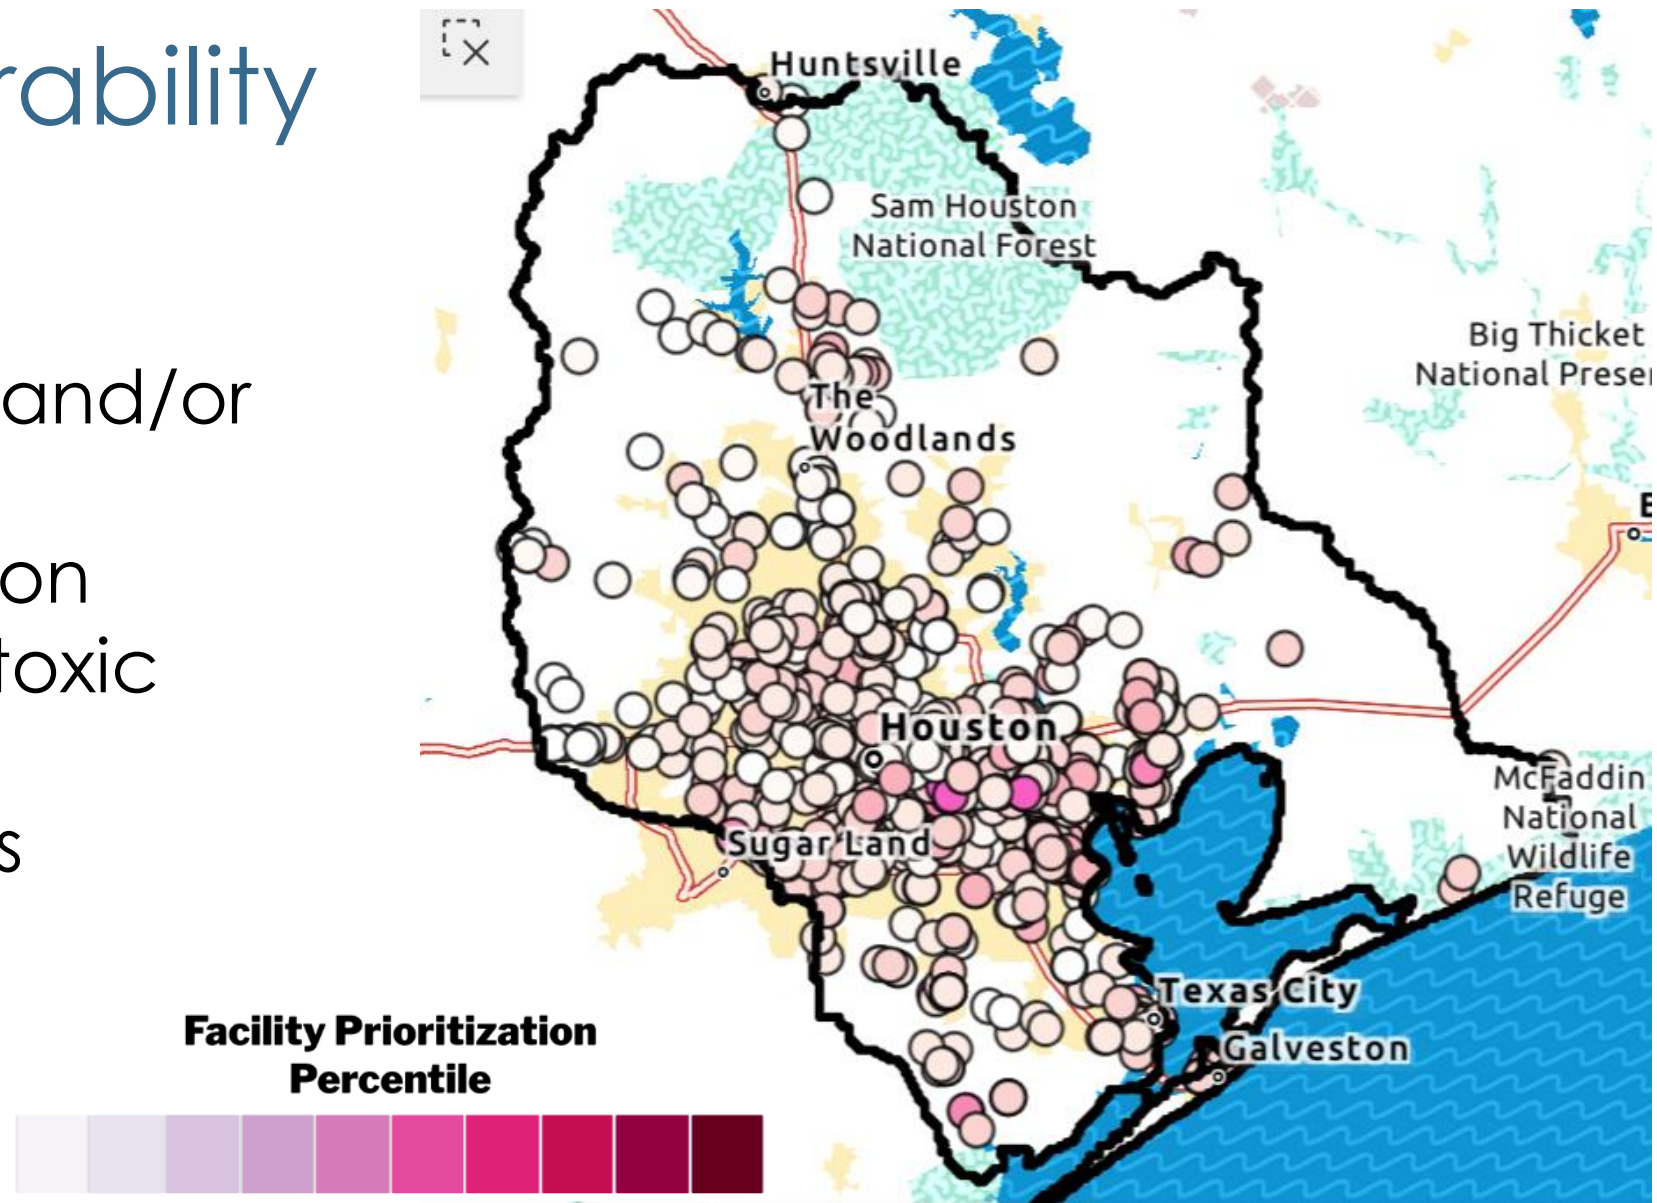 rability
and/or
on
toxic
s
Facility Prioritization
Percentile
Huntsville
Sam Houston
National Forest
Big Thicket
National Preser
The
Woodlands
Houston
Sugar Land
McFaddin
National
Wildlife
Refuge
Texas City
Galveston